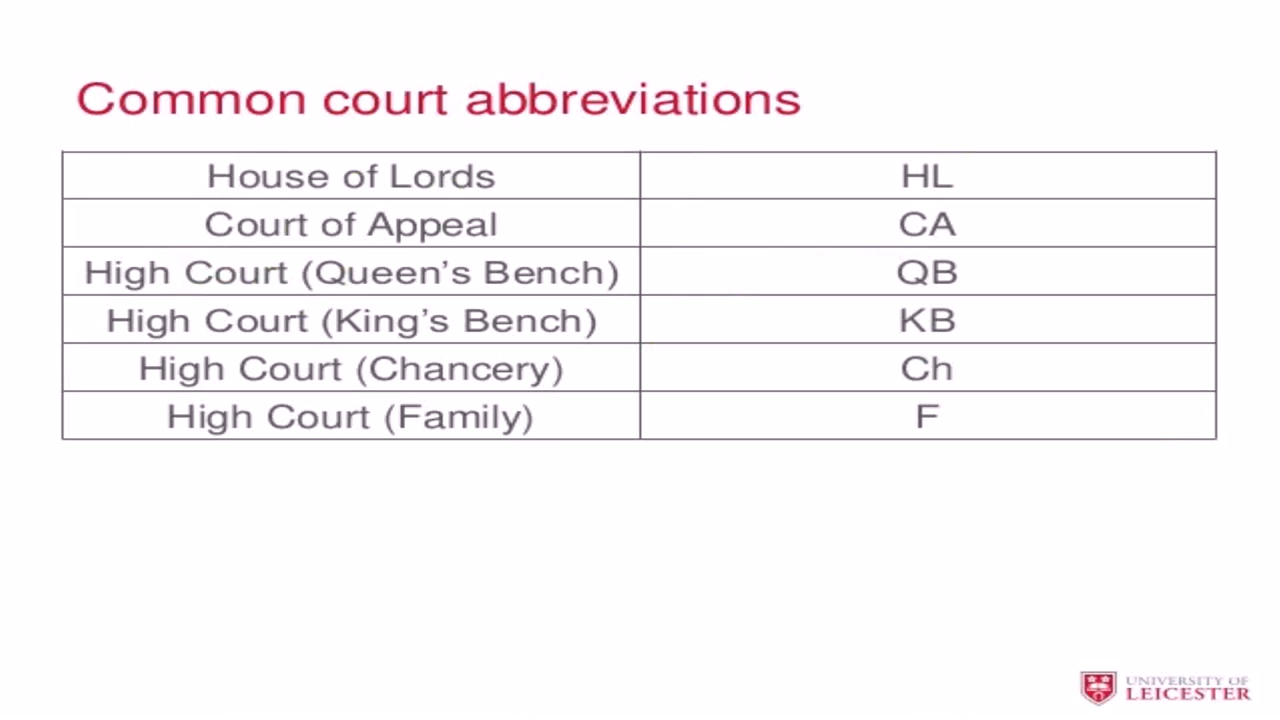 Common court abbreviations
House of Lords HL
Court of Appeal CA
High Court (Queen’s Bench) QB
High Court (King’s Bench) KB
High Court (Chancery) Ch
High Court (Family) F
UNIVERSITY OF
LEICESTER